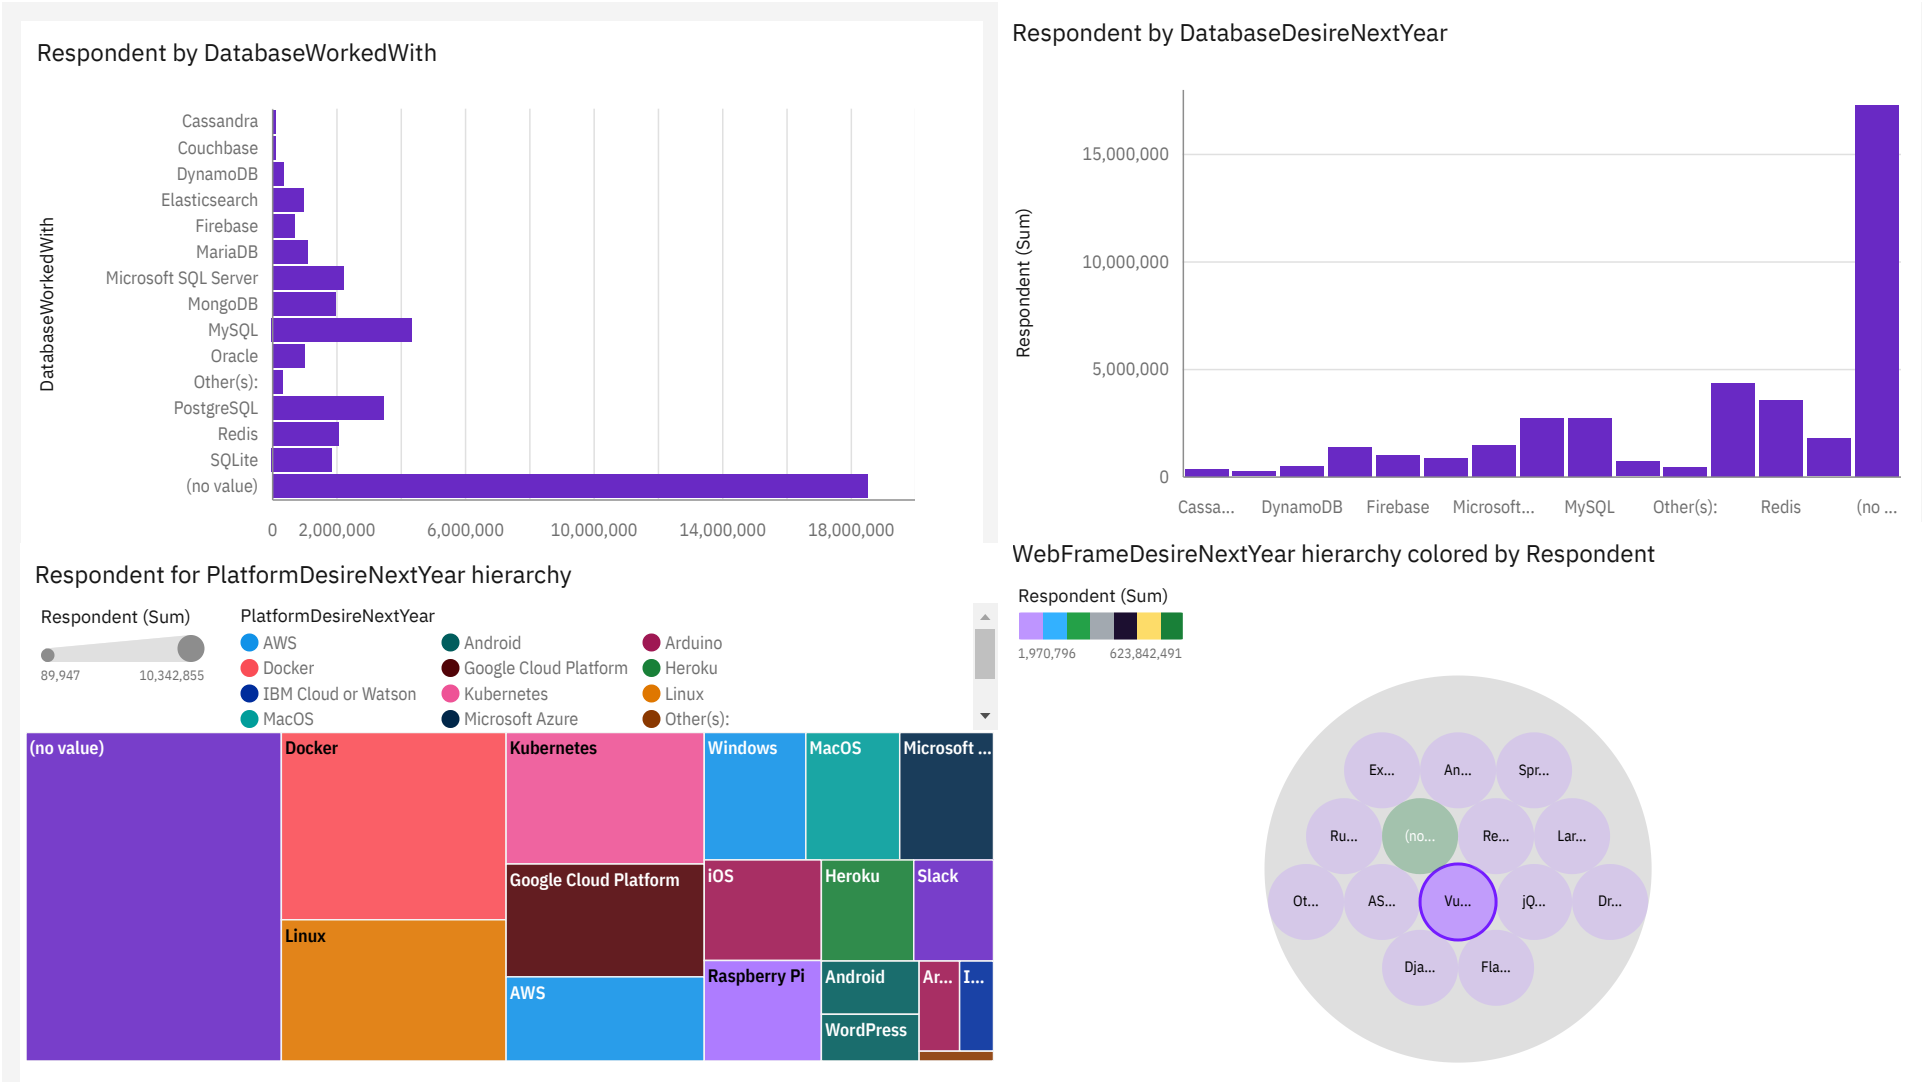 Respondent by DatabaseWorkedWith
DatabaseWorkedWith
Cassandra
Couchbase
DynamoDB
Elasticsearch
Firebase
MariaDB
Microsoft SQL Server
MongoDB
MySQL
Oracle
Other(s):
PostgreSQL
Redis
SQLite
(no value)
0 2,000,000 6,000,000 10,000,000 14,000,000 18,000,000
Respondent by DatabaseDesireNextYear
Respondent (Sum)
15,000,000
10,000,000
5,000,000
0
Cassa... DynamoDB Firebase Microsoft... MySQL Other(s): Redis (no ...
Respondent for PlatformDesireNextYear hierarchy
Respondent (Sum)
89,947 10,342,855
PlatformDesireNextYear
AWS Android Arduino
Docker Google Cloud Platform Heroku
IBM Cloud or Watson Kubernetes Linux
MacOS Microsoft Azure Other(s):
(no value)
Docker
Linux
Kubernetes
Google Cloud Platform
AWS
Windows
MacOS
Microsoft ...
iOS
Heroku
Slack
Raspberry Pi
Android
WordPress
Ar...
I...
WebFrameDesireNextYear hierarchy colored by Respondent
Respondent (Sum)
1,970,796 623,842,491
Ex... An... Spr...
Ru... (no... Re... Lar...
Ot... AS... Vu... jQ... Dr...
Dja... Fla...